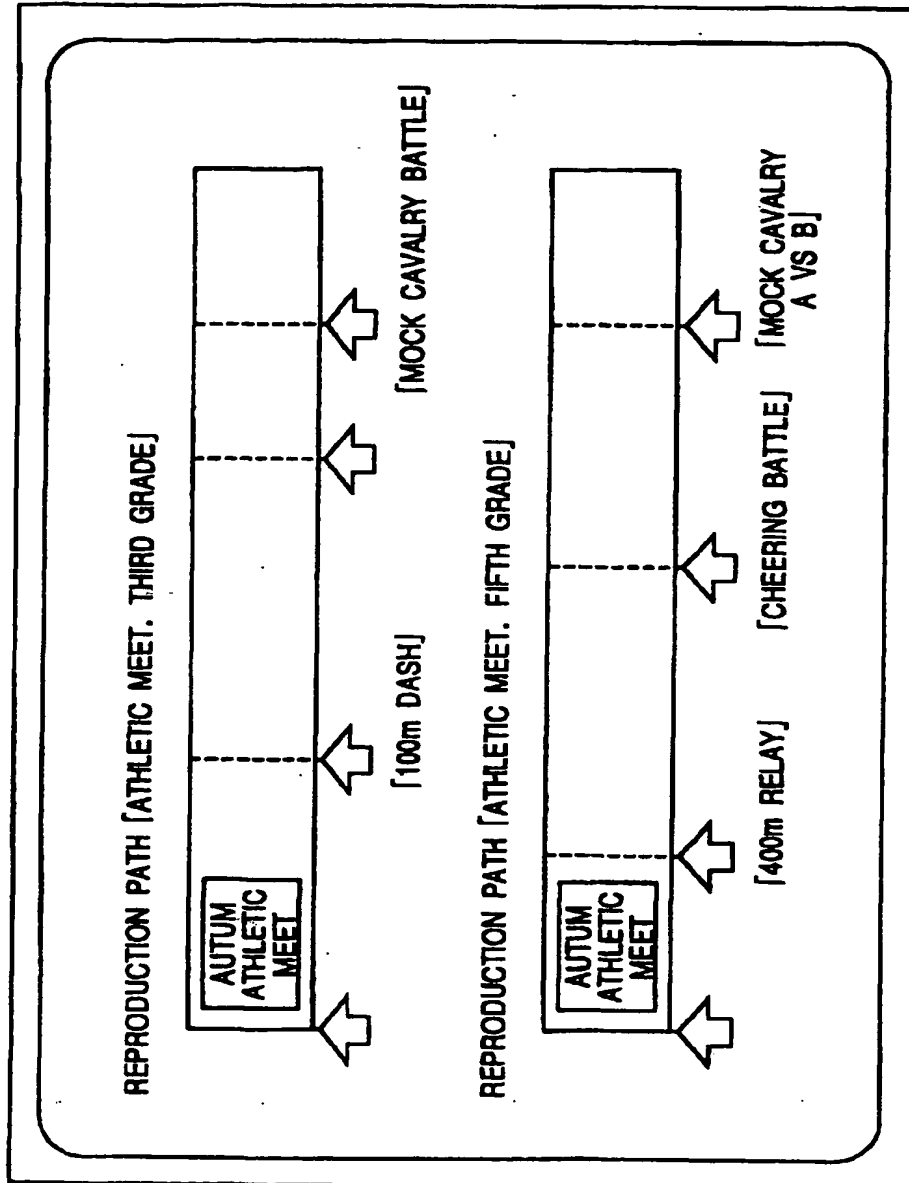 REPRODUCTION PATH ｢ATHLETIC MEET. THIRD GRADE｣
AUTUM
ATHLETIC
MEET
｢100m DASH｣
｢MOCK CAVALRY BATTLE｣
REPRODUCTION PATH ｢ATHLETIC MEET. FIFTH GRADE｣
AUTUM
ATHLETIC
MEET
｢400m RELAY｣
｢CHEERING BATTLE｣
｢MOCK CAVALRY
A VS B｣